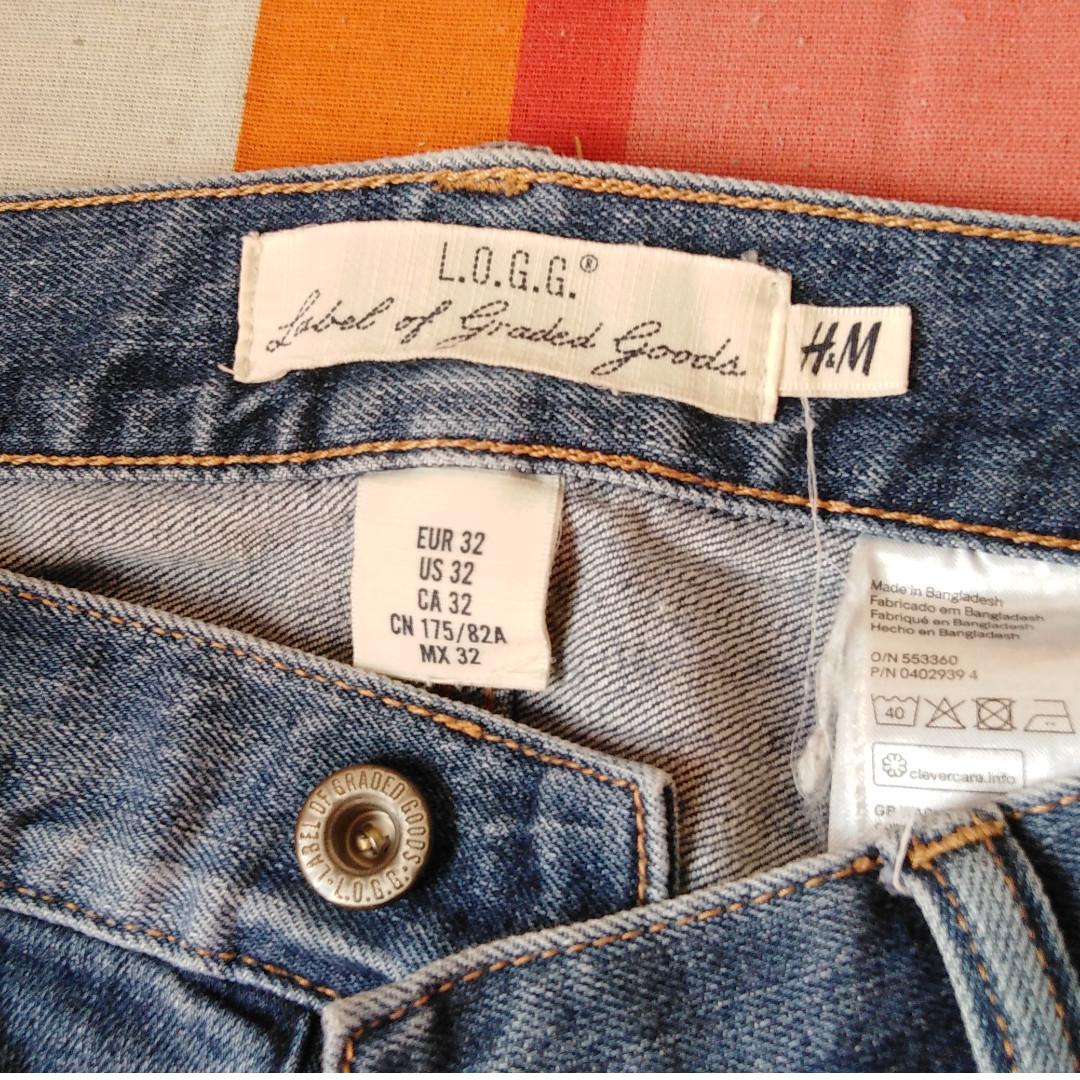 L.O.G.G.®
Label of Graded Goods
H&M
EUR 32
US 32
CA 32
CN 175/82A
MX 32
Made in Bangladesh
Fabricado em Bangladesh
Fabriqué en Bangladesh
Hecho en Bangladesh
O/N 553360
P/N 0402939 4
40
clevercare.info
LABEL OF GRADED GOODS
· L.O.G.G. ·